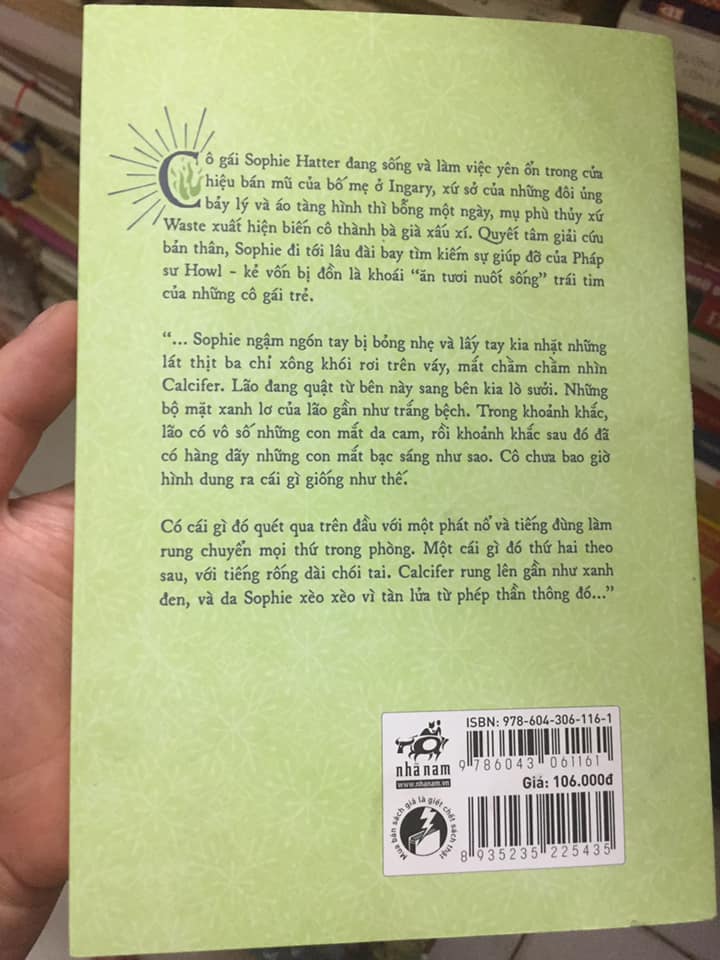 Cô gái Sophie Hatter đang sống và làm việc yên ổn trong cửa
hiệu bán mũ của bố mẹ ở Ingary, xứ sở của những đôi ủng
bảy lý và áo tàng hình thì bỗng một ngày, mụ phù thủy xứ
Waste xuất hiện biến cô thành bà già xấu xí. Quyết tâm giải cứu
bản thân, Sophie đi tới lâu đài bay tìm kiếm sự giúp đỡ của Pháp
sư Howl - kẻ vốn bị đồn là khoái “ăn tươi nuốt sống” trái tim
của những cô gái trẻ.
“... Sophie ngậm ngón tay bị bỏng nhẹ và lấy tay kia nhặt những
lát thịt ba chỉ xông khói rơi trên váy, mắt chằm chằm nhìn
Calcifer. Lão đang quật từ bên này sang bên kia lò sưởi. Những
bộ mặt xanh lơ của lão gần như trắng bệch. Trong khoảnh khắc,
lão có vô số những con mắt da cam, rồi khoảnh khắc sau đó đã
có hàng dãy những con mắt bạc sáng như sao. Cô chưa bao giờ
hình dung ra cái gì giống như thế.
Có cái gì đó quét qua trên đầu với một phát nổ và tiếng đùng làm
rung chuyển mọi thứ trong phòng. Một cái gì đó thứ hai theo
sau, với tiếng rống dài chói tai. Calcifer rung lên gần như xanh
đen, và da Sophie xèo xèo vì tàn lửa từ phép thần thông đó...”
ISBN: 978-604-306-116-1
9 786043 061161
nhã nam
www.nhanam.vn
Giá: 106.000đ
Mua bán sách giả là giết chết sách thật
8 935235 225435